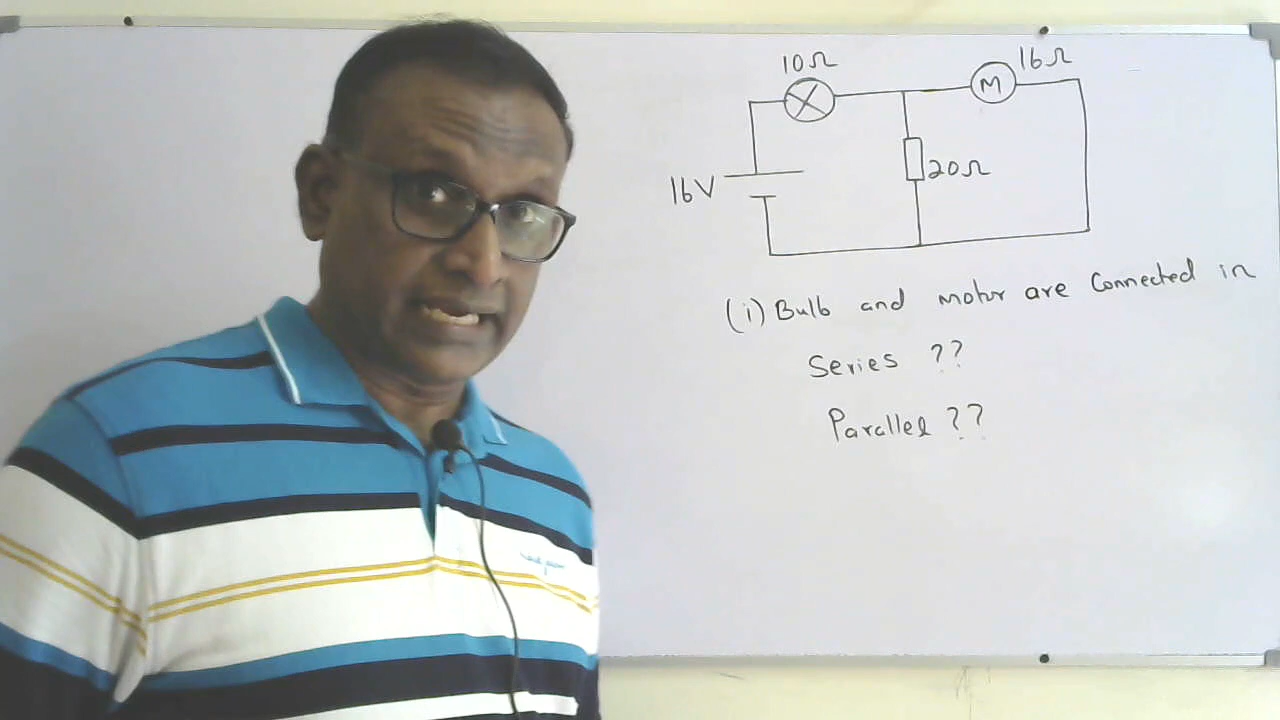 10Ω
16Ω
M
20Ω
16V
(i) Bulb and motor are connected in
Series ??
Parallel ??